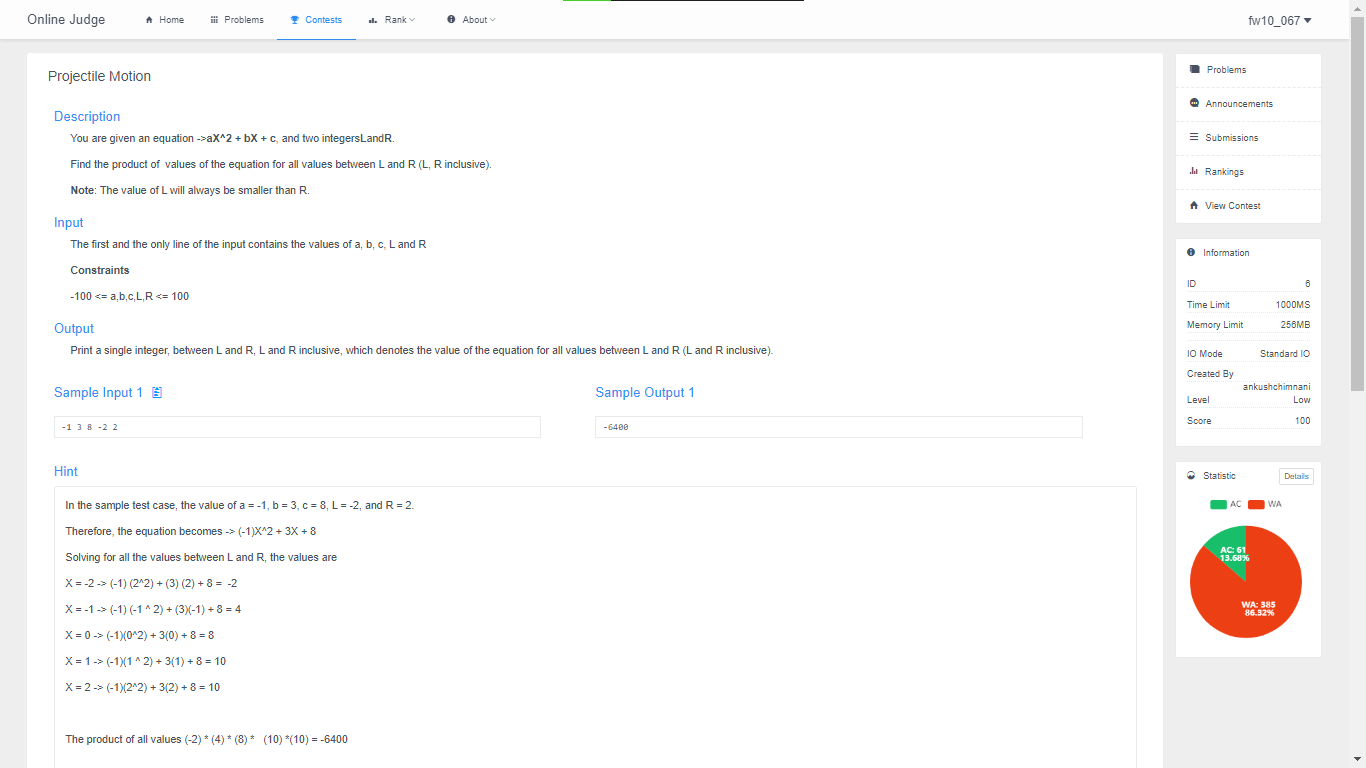 Online Judge Home Problems Contests Rank About fw10_067
Projectile Motion
Description
You are given an equation ->aX^2 + bX + c, and two integersLandR.
Find the product of  values of the equation for all values between L and R (L, R inclusive).
Note: The value of L will always be smaller than R.
Input
The first and the only line of the input contains the values of a, b, c, L and R
Constraints
-100 <= a,b,c,L,R <= 100
Output
Print a single integer, between L and R, L and R inclusive, which denotes the value of the equation for all values between L and R (L and R inclusive).
Sample Input 1
-1 3 8 -2 2
Sample Output 1
-6400
Hint
In the sample test case, the value of a = -1, b = 3, c = 8, L = -2, and R = 2.
Therefore, the equation becomes -> (-1)X^2 + 3X + 8
Solving for all the values between L and R, the values are
X = -2 -> (-1) (2^2) + (3) (2) + 8 =  -2
X = -1 -> (-1) (-1 ^ 2) + (3)(-1) + 8 = 4
X = 0 -> (-1)(0^2) + 3(0) + 8 = 8
X = 1 -> (-1)(1 ^ 2) + 3(1) + 8 = 10
X = 2 -> (-1)(2^2) + 3(2) + 8 = 10
The product of all values (-2) * (4) * (8) *   (10) *(10) = -6400
Problems
Announcements
Submissions
Rankings
View Contest
Information
ID 6
Time Limit 1000MS
Memory Limit 256MB
IO Mode Standard IO
Created By
ankushchimnani
Level Low
Score 100
Statistic Details
AC WA
AC: 61
13.68%
WA: 385
86.32%